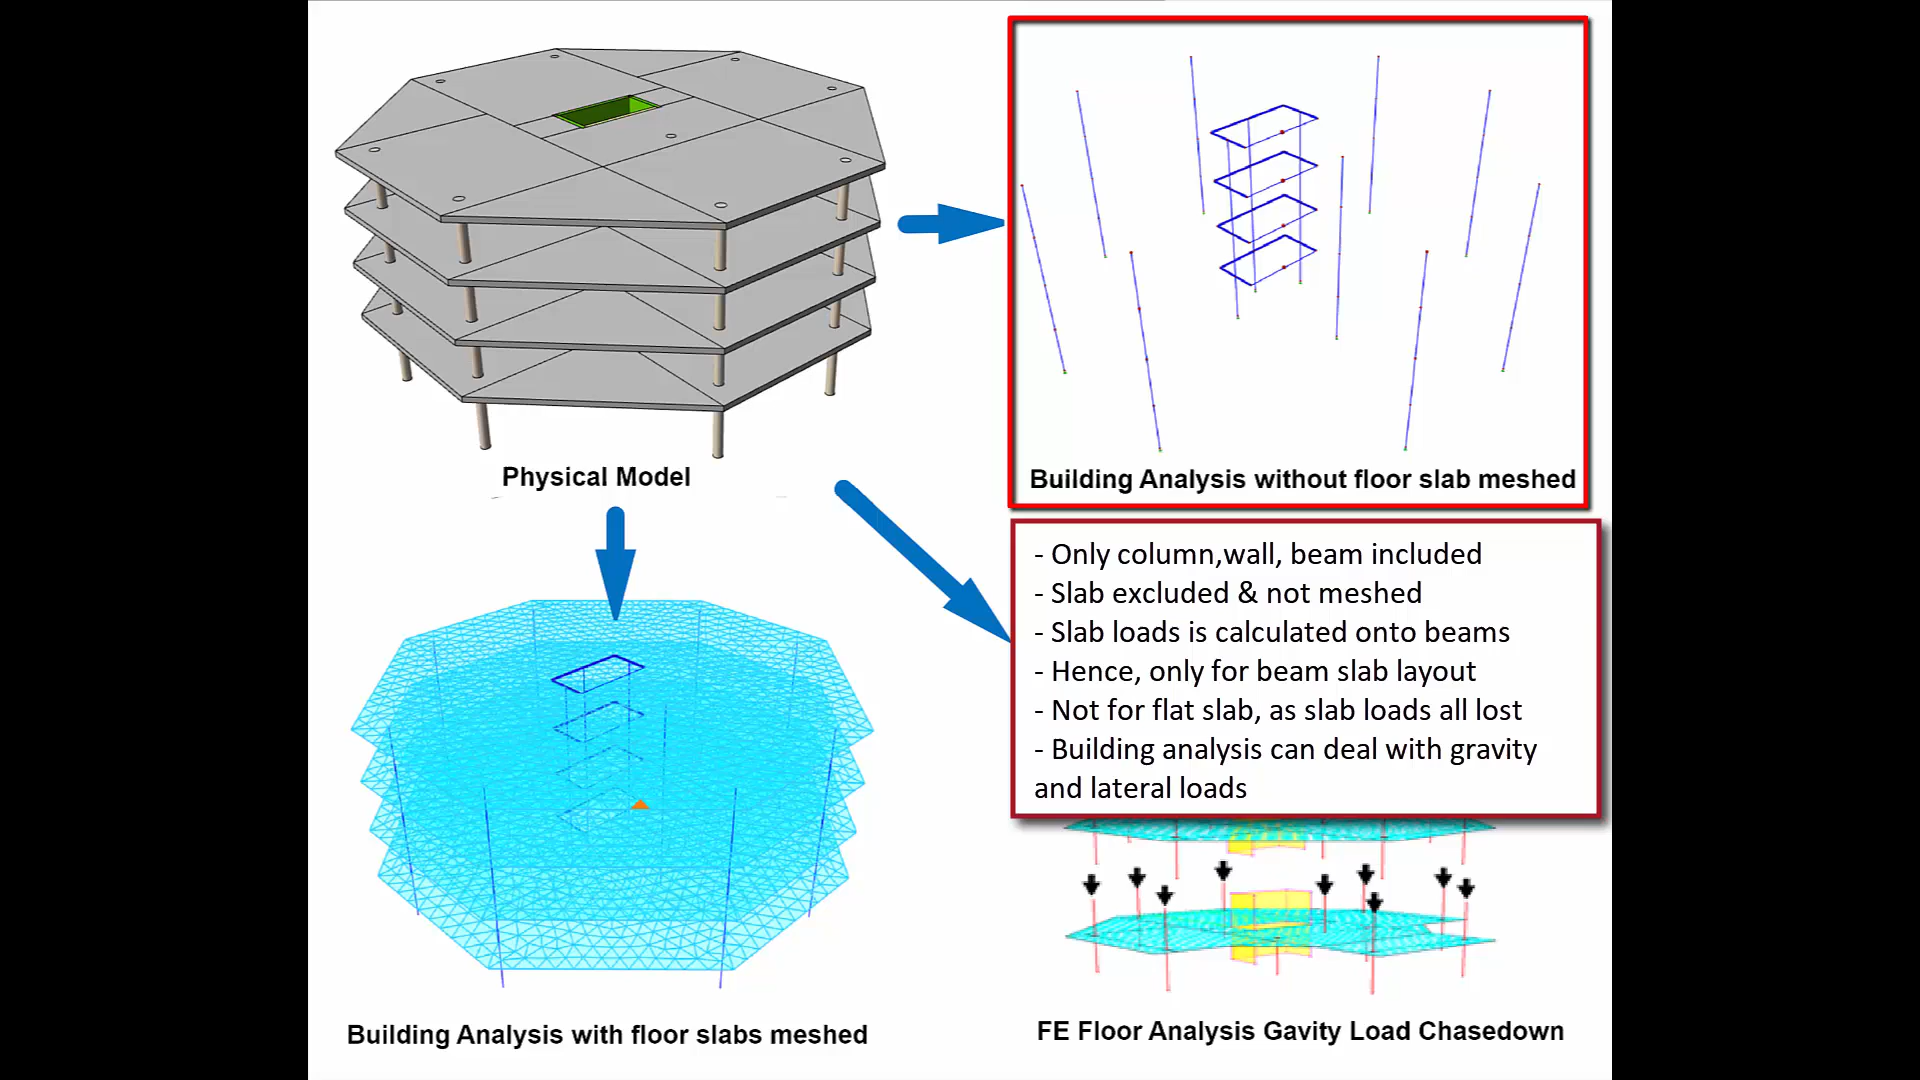 Physical Model
Building Analysis without floor slab meshed
- Only column,wall, beam included
- Slab excluded & not meshed
- Slab loads is calculated onto beams
- Hence, only for beam slab layout
- Not for flat slab, as slab loads all lost
- Building analysis can deal with gravity
and lateral loads
Building Analysis with floor slabs meshed
FE Floor Analysis Gavity Load Chasedown